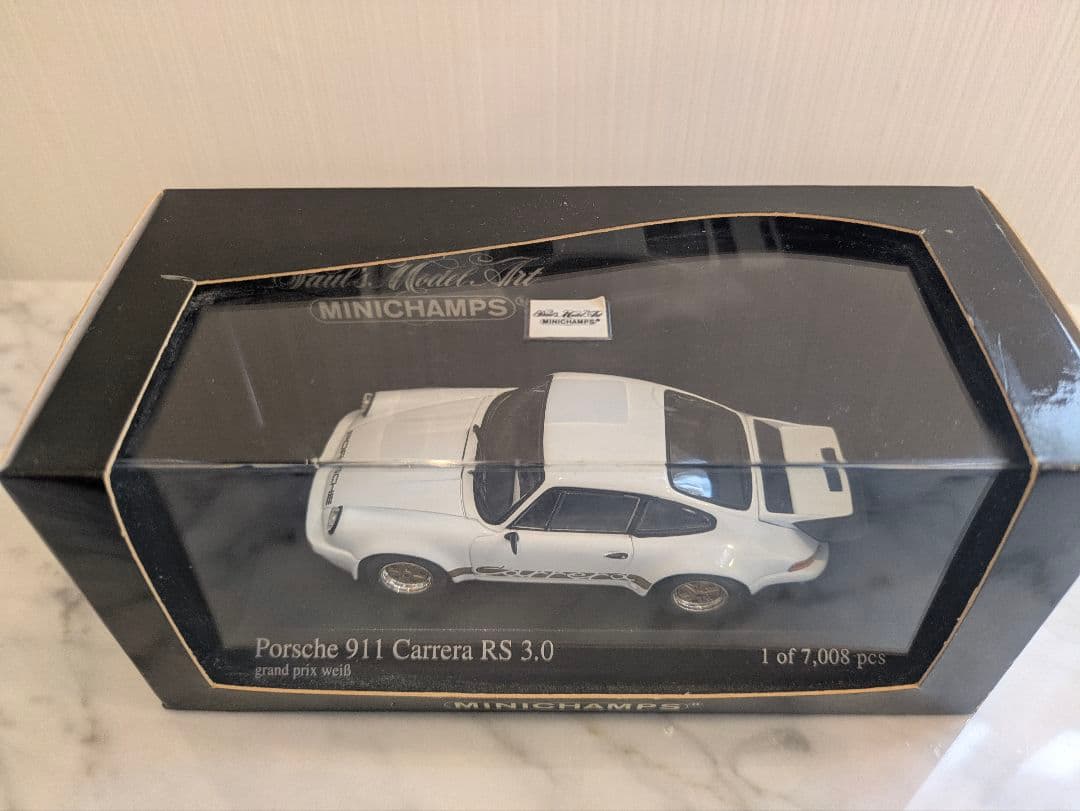 Paul's Model Art
MINICHAMPS®
Paul's Model Art
MINICHAMPS®
PORSCHE
Carrera
Porsche 911 Carrera RS 3.0
grand prix weiß
1 of 7,008 pcs
MINICHAMPS®